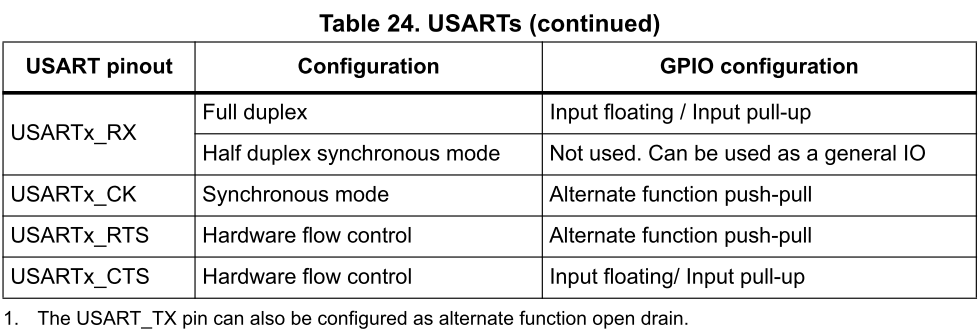 Table 24. USARTs (continued)
USART pinout Configuration GPIO configuration
USARTx_RX Full duplex Input floating / Input pull-up
Half duplex synchronous mode Not used. Can be used as a general IO
USARTx_CK Synchronous mode Alternate function push-pull
USARTx_RTS Hardware flow control Alternate function push-pull
USARTx_CTS Hardware flow control Input floating/ Input pull-up
1. The USART_TX pin can also be configured as alternate function open drain.